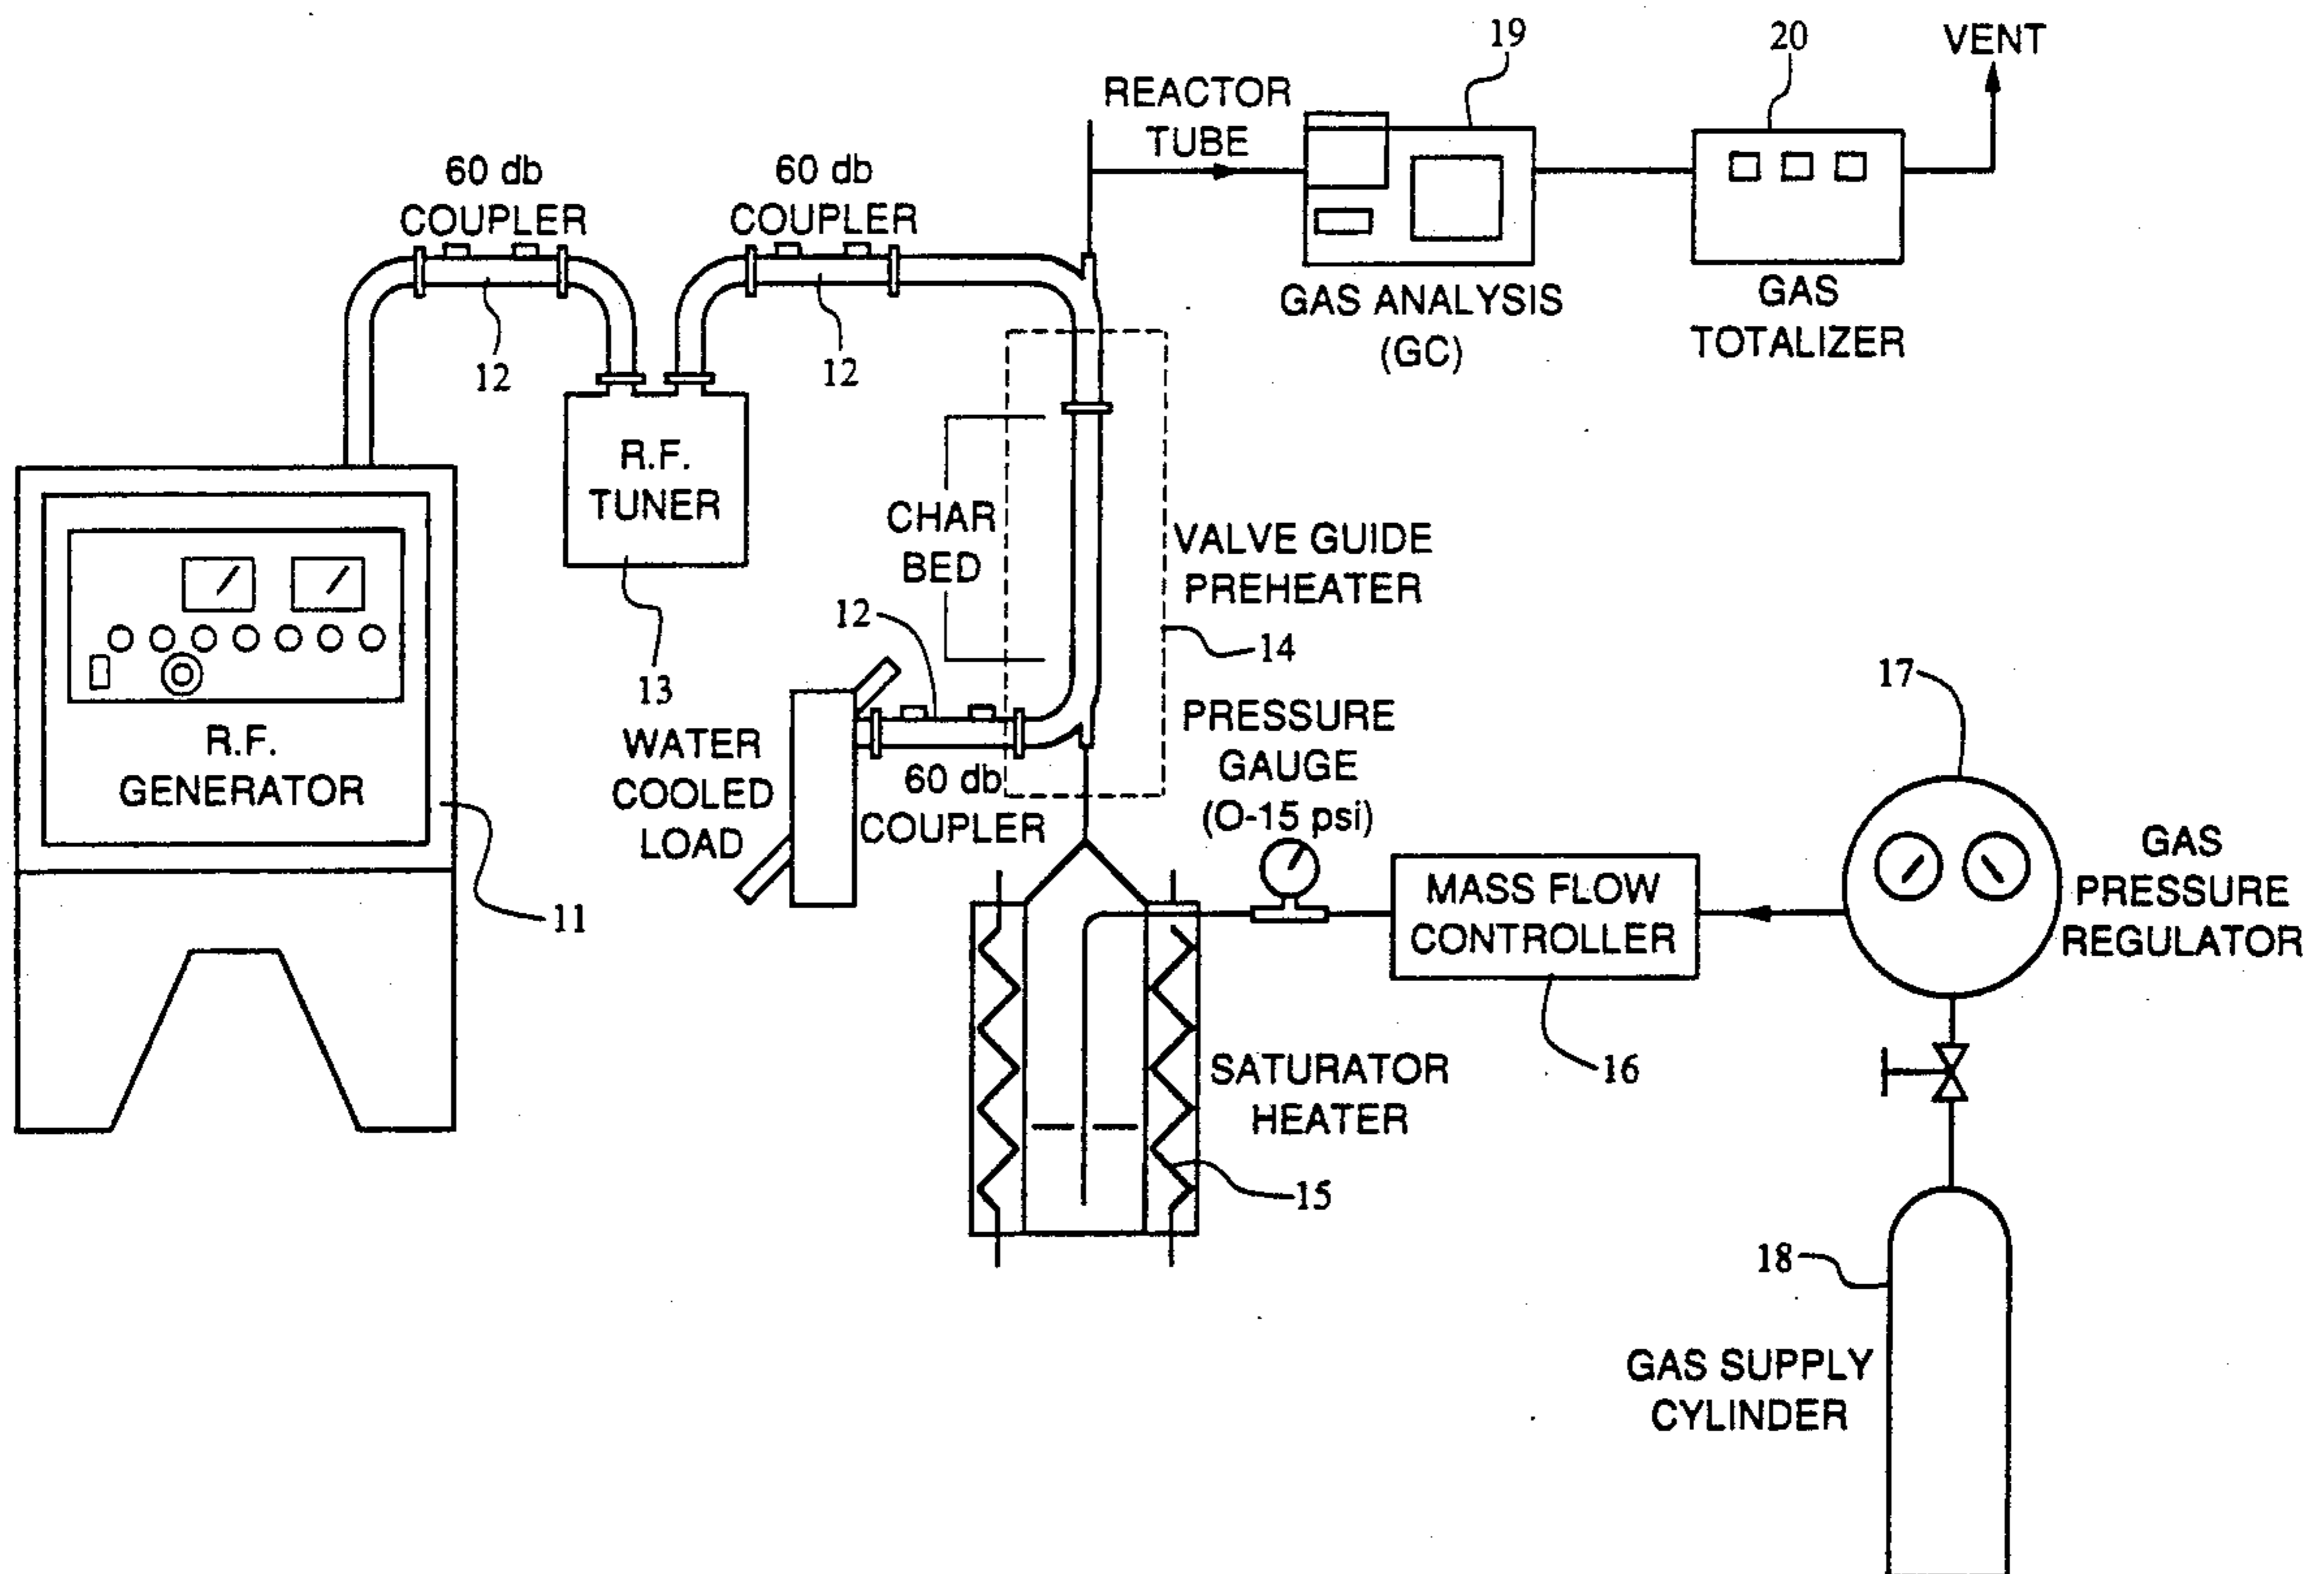 19
20
VENT
REACTOR
TUBE
60 db
COUPLER
60 db
COUPLER
12
12
GAS ANALYSIS
(GC)
GAS
TOTALIZER
R.F.
TUNER
13
CHAR
BED
VALVE GUIDE
PREHEATER
14
12
R.F.
GENERATOR
11
WATER
COOLED
LOAD
60 db
COUPLER
PRESSURE
GAUGE
(O-15 psi)
17
MASS FLOW
CONTROLLER
16
GAS
PRESSURE
REGULATOR
SATURATOR
HEATER
15
18
GAS SUPPLY
CYLINDER